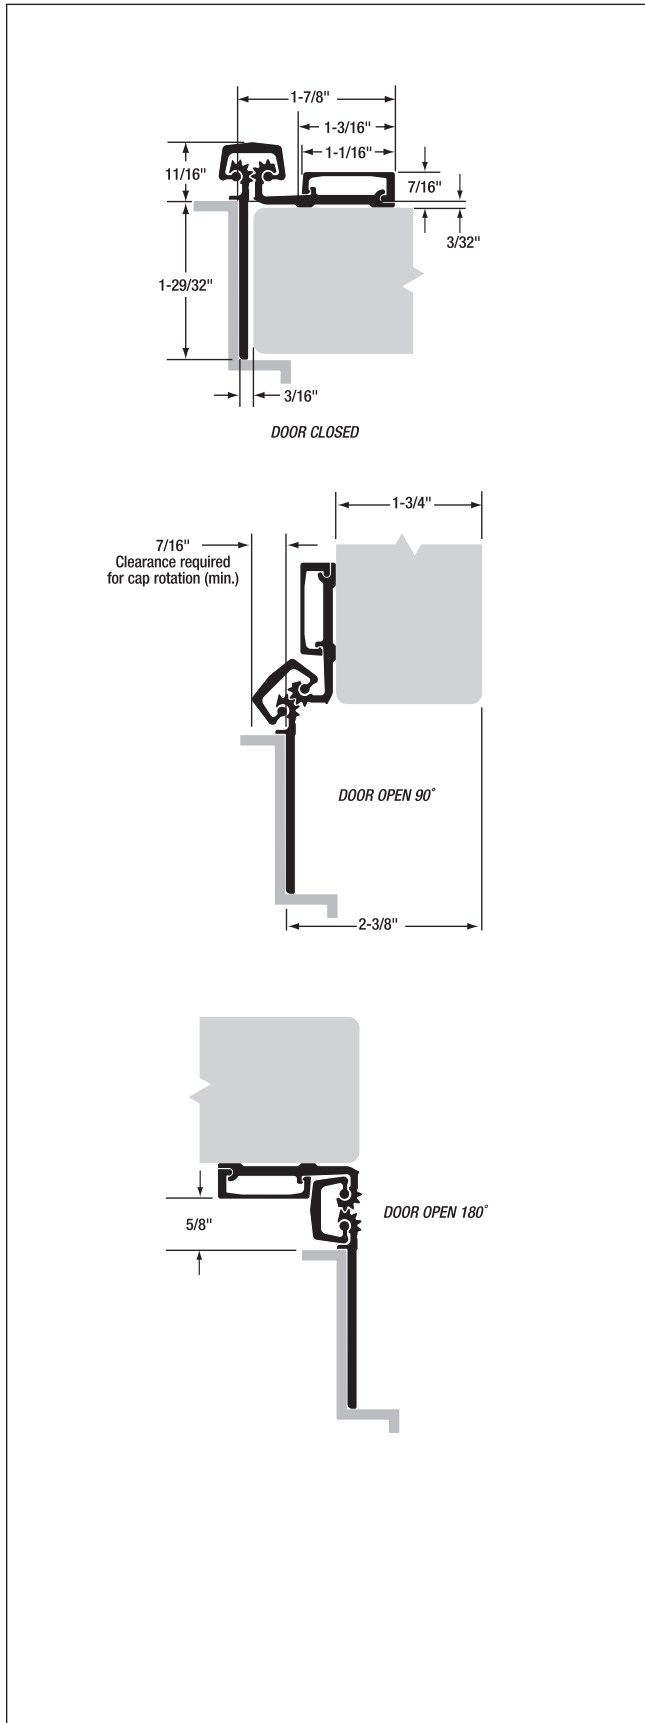 1-7/8"
1-3/16"
1-1/16"
11/16"
7/16"
3/32"
1-29/32"
3/16"
DOOR CLOSED
1-3/4"
7/16"
Clearance required
for cap rotation (min.)
DOOR OPEN 90°
2-3/8"
5/8"
DOOR OPEN 180°